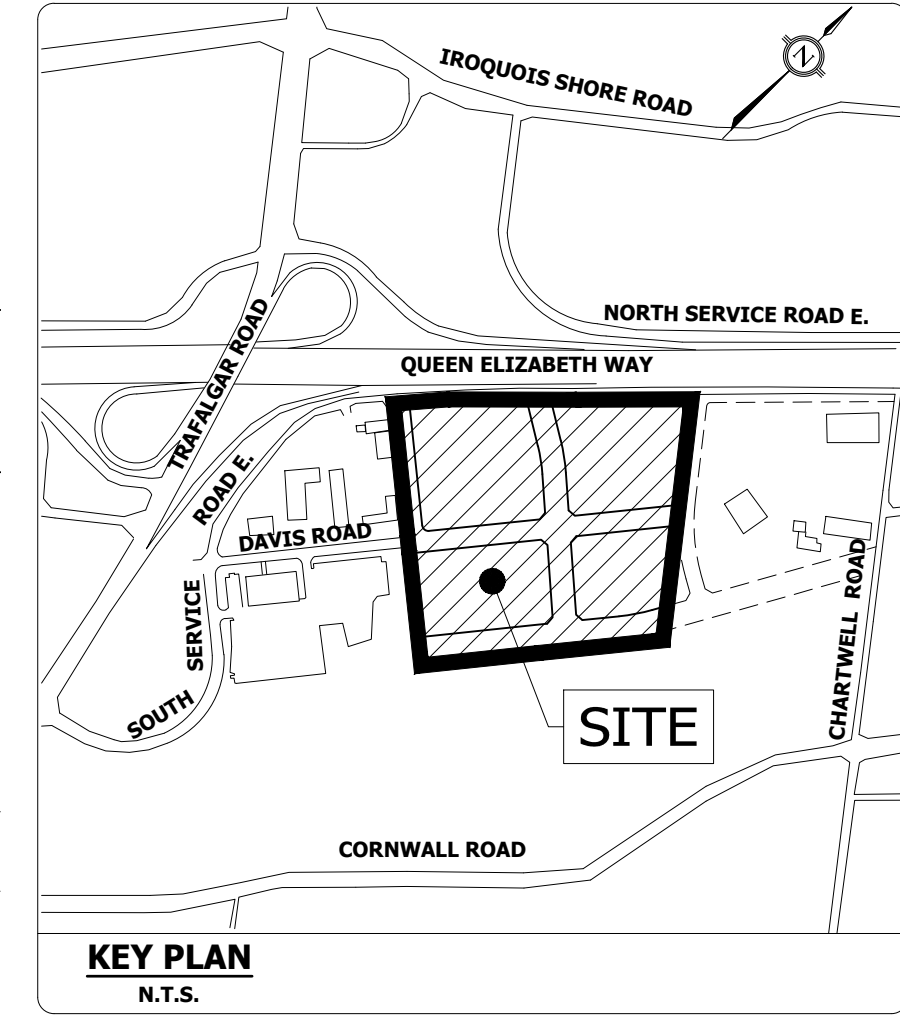 IROQUOIS SHORE ROAD
N
NORTH SERVICE ROAD E.
QUEEN ELIZABETH WAY
TRAFALGAR ROAD
SOUTH SERVICE ROAD E.
DAVIS ROAD
CHARTWELL ROAD
SITE
CORNWALL ROAD
KEY PLAN
N.T.S.